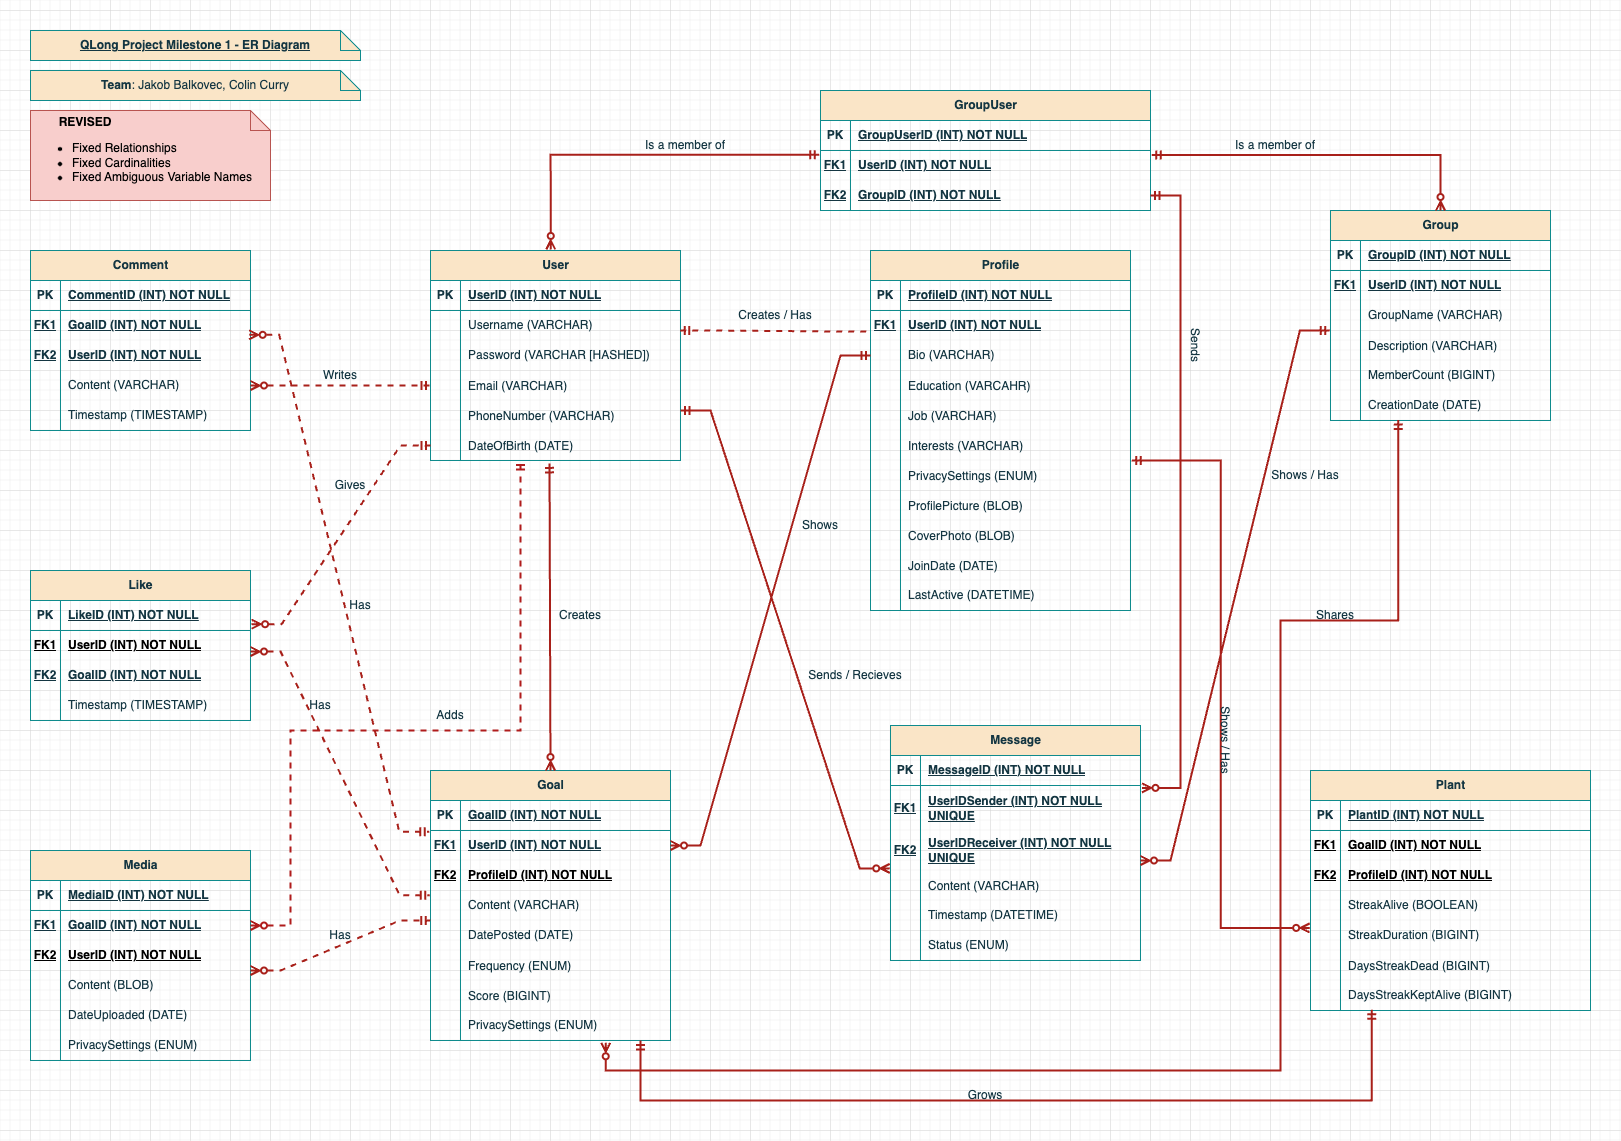 QLong Project Milestone 1 - ER Diagram
Team: Jakob Balkovec, Colin Curry
REVISED
• Fixed Relationships
• Fixed Cardinalities
• Fixed Ambiguous Variable Names
GroupUser
PK GroupUserID (INT) NOT NULL
FK1 UserID (INT) NOT NULL
FK2 GroupID (INT) NOT NULL
Is a member of
Is a member of
Comment
PK CommentID (INT) NOT NULL
FK1 GoalID (INT) NOT NULL
FK2 UserID (INT) NOT NULL
Content (VARCHAR)
Timestamp (TIMESTAMP)
User
PK UserID (INT) NOT NULL
Username (VARCHAR)
Password (VARCHAR [HASHED])
Email (VARCHAR)
PhoneNumber (VARCHAR)
DateOfBirth (DATE)
Profile
PK ProfileID (INT) NOT NULL
FK1 UserID (INT) NOT NULL
Bio (VARCHAR)
Education (VARCAHR)
Job (VARCHAR)
Interests (VARCHAR)
PrivacySettings (ENUM)
ProfilePicture (BLOB)
CoverPhoto (BLOB)
JoinDate (DATE)
LastActive (DATETIME)
Group
PK GroupID (INT) NOT NULL
FK1 UserID (INT) NOT NULL
GroupName (VARCHAR)
Description (VARCHAR)
MemberCount (BIGINT)
CreationDate (DATE)
Creates / Has
Sends
Writes
Gives
Shows / Has
Shows
Has
Creates
Shares
Like
PK LikeID (INT) NOT NULL
FK1 UserID (INT) NOT NULL
FK2 GoalID (INT) NOT NULL
Timestamp (TIMESTAMP)
Sends / Recieves
Has
Adds
Shows / Has
Message
PK MessageID (INT) NOT NULL
FK1 UserIDSender (INT) NOT NULL
UNIQUE
FK2 UserIDReceiver (INT) NOT NULL
UNIQUE
Content (VARCHAR)
Timestamp (DATETIME)
Status (ENUM)
Goal
PK GoalID (INT) NOT NULL
FK1 UserID (INT) NOT NULL
FK2 ProfileID (INT) NOT NULL
Content (VARCHAR)
DatePosted (DATE)
Frequency (ENUM)
Score (BIGINT)
PrivacySettings (ENUM)
Plant
PK PlantID (INT) NOT NULL
FK1 GoalID (INT) NOT NULL
FK2 ProfileID (INT) NOT NULL
StreakAlive (BOOLEAN)
StreakDuration (BIGINT)
DaysStreakDead (BIGINT)
DaysStreakKeptAlive (BIGINT)
Media
PK MediaID (INT) NOT NULL
FK1 GoalID (INT) NOT NULL
FK2 UserID (INT) NOT NULL
Content (BLOB)
DateUploaded (DATE)
PrivacySettings (ENUM)
Has
Grows